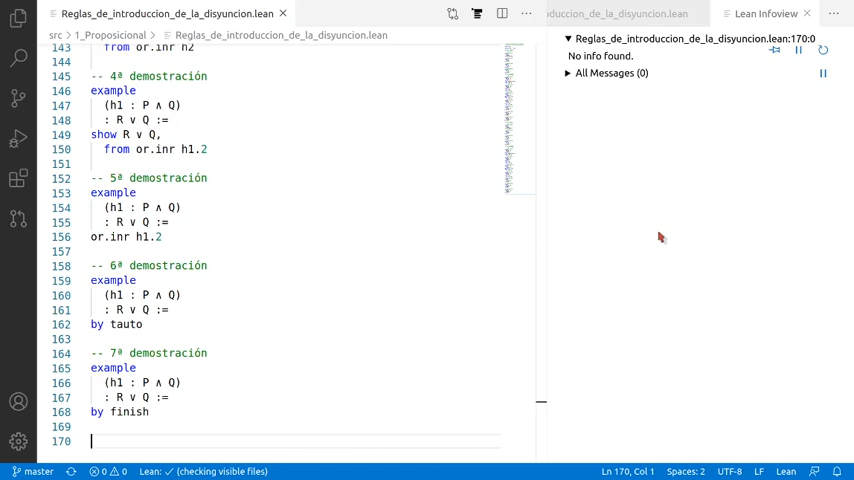 Reglas_de_introduccion_de_la_disyuncion.lean
duccion_de_la_disyuncion.lean
Lean Infoview
src > 1_Proposicional > Reglas_de_introduccion_de_la_disyuncion.lean
143 from or.inr h2
144
145 -- 4ª demostración
146 example
147 (h1 : P ∧ Q)
148 : R ∨ Q :=
149 show R ∨ Q,
150 from or.inr h1.2
151
152 -- 5ª demostración
153 example
154 (h1 : P ∧ Q)
155 : R ∨ Q :=
156 or.inr h1.2
157
158 -- 6ª demostración
159 example
160 (h1 : P ∧ Q)
161 : R ∨ Q :=
162 by tauto
163
164 -- 7ª demostración
165 example
166 (h1 : P ∧ Q)
167 : R ∨ Q :=
168 by finish
169
170
Reglas_de_introduccion_de_la_disyuncion.lean:170:0
No info found.
All Messages (0)
master 0 0 Lean: ✓ (checking visible files) Ln 170, Col 1 Spaces: 2 UTF-8 LF Lean